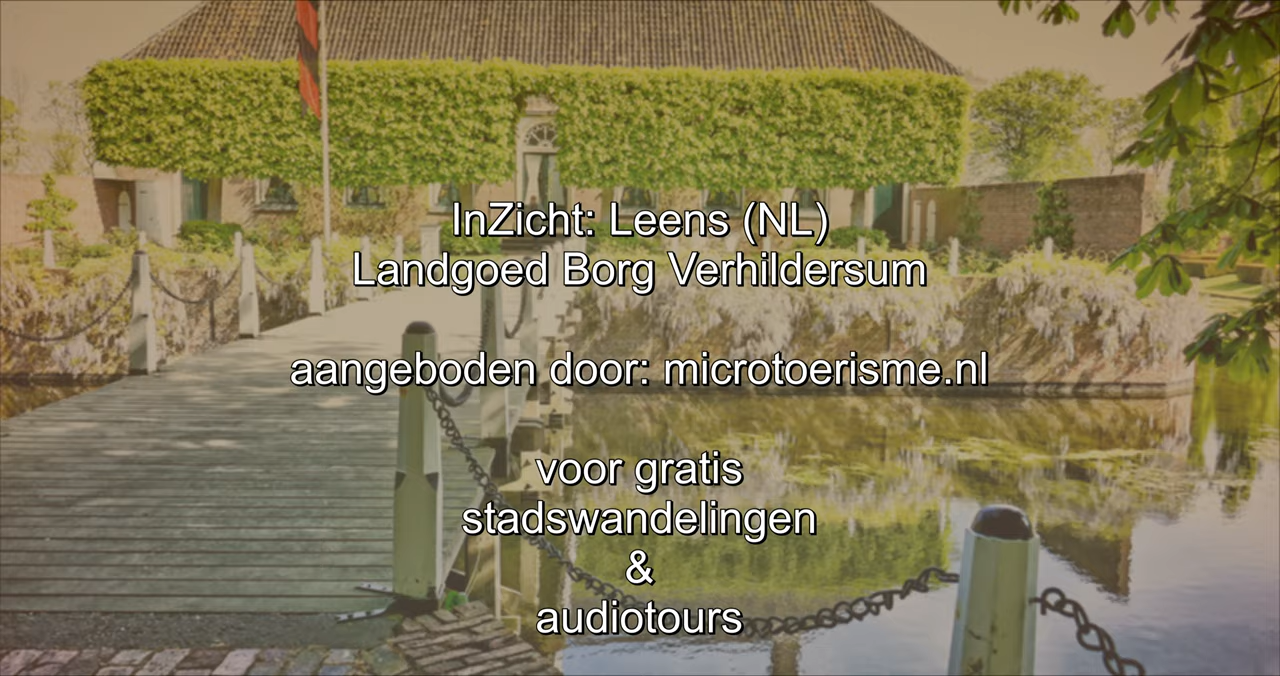 InZicht: Leens (NL)
Landgoed Borg Verhildersum
aangeboden door: microtoerisme.nl
voor gratis
stadswandelingen
&
audiotours